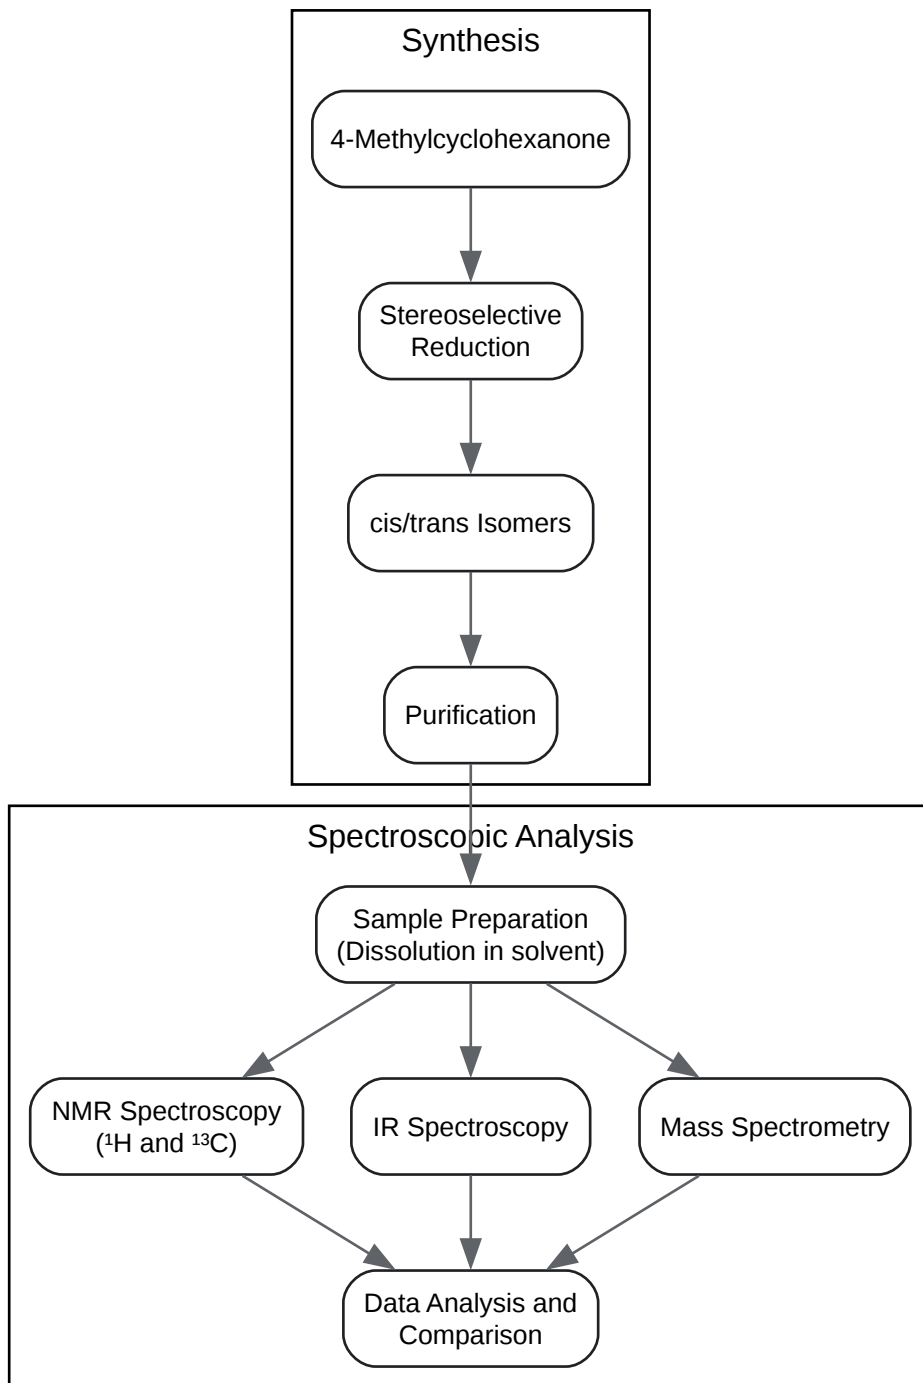 Synthesis
4-Methylcyclohexanone
Stereoselective
Reduction
cis/trans Isomers
Purification
Spectroscopic Analysis
Sample Preparation
(Dissolution in solvent)
NMR Spectroscopy
(¹H and ¹³C)
IR Spectroscopy
Mass Spectrometry
Data Analysis and
Comparison